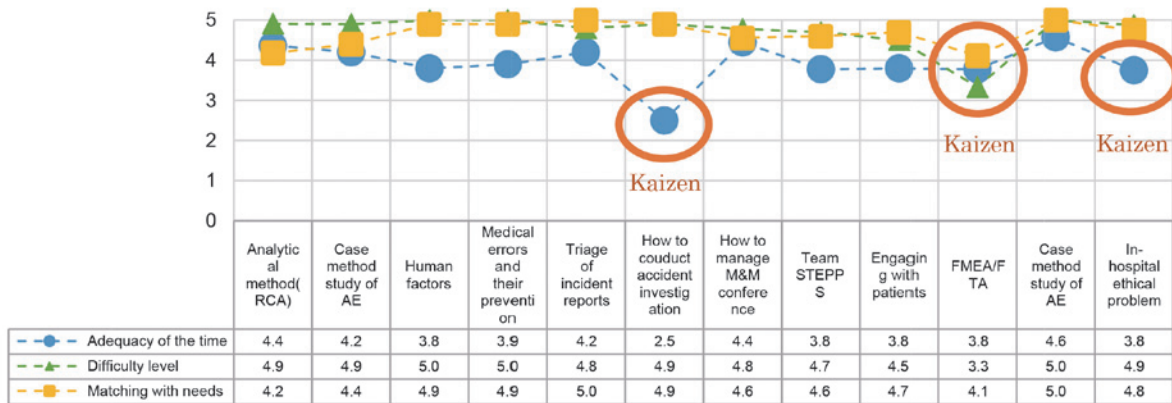 5
4
3
2
1
0
Kaizen
Kaizen
Kaizen
Analytic
al
method(
RCA)
Case
method
study of
AE
Human
factors
Medical
errors
and
their
preventi
on
Triage
of
incident
reports
How to
couduct
accident
investig
ation
How to
manage
M&M
confere
nce
Team
STEPP
S
Engagin
g with
patients
FMEA/F
TA
Case
method
study of
AE
In-
hospital
ethical
problem
Adequacy of the time 4.4 4.2 3.8 3.9 4.2 2.5 4.4 3.8 3.8 3.8 4.6 3.8
Difficulty level 4.9 4.9 5.0 5.0 4.8 4.9 4.8 4.7 4.5 3.3 5.0 4.9
Matching with needs 4.2 4.4 4.9 4.9 5.0 4.9 4.6 4.6 4.7 4.1 5.0 4.8